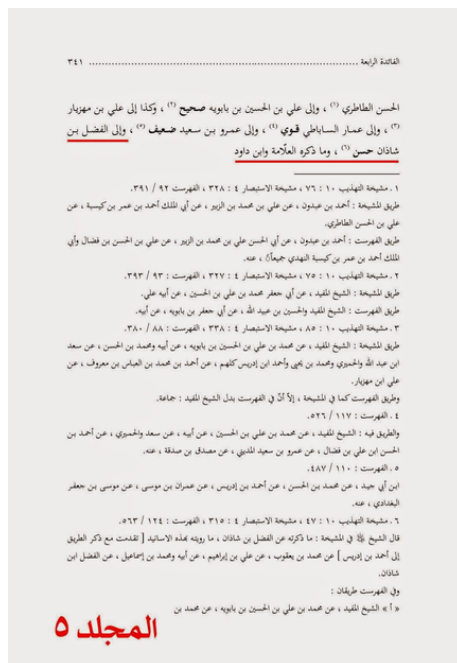 الفائدة الرابعة ................................................................ ٣٤١
الحسن الطاطري (١) ، وإلى علي بن الحسين بن بابويه صحيح (٢) ، وكذا إلى علي بن مهزيار
(٣) ، وإلى عمار الساباطي قوي (٤) ، وإلى عمرو بن سعيد ضعيف (٥) ، وإلى الفضل بن
شاذان حسن (٦) ، وما ذكره العلّامة وابن داود
١ . مشيخة التهذيب ١٠ : ٧٦ ، مشيخة الاستبصار ٤ : ٣٢٨ ، الفهرست ٩٢ / ٣٩١.
طريق المشيخة : أحمد بن عبدون ، عن علي بن محمد بن الزبير ، عن أبي الملك أحمد بن عمر بن كيسبة ، عن
علي بن الحسن الطاطري.
طريق الفهرست : أحمد بن عبدون ، عن أبي الحسن علي بن محمد بن الزبير ، عن علي بن الحسن بن فضال وأبي
الملك أحمد بن عمر بن كيسبة النهدي جميعاً ، عنه.
٢ . مشيخة التهذيب ١٠ : ٧٥ ، مشيخة الاستبصار ٤ : ٣٢٧ ، الفهرست : ٩٣ / ٣٩٣.
طريق المشيخة : الشيخ المفيد ، عن أبي جعفر محمد بن علي بن الحسين ، عن أبيه علي.
طريق الفهرست : الشيخ المفيد والحسين بن عبيد الله ، عن أبي جعفر بن بابويه ، عن أبيه.
٣ . مشيخة التهذيب ١٠ : ٨٥ ، مشيخة الاستبصار ٤ : ٣٣٨ ، الفهرست : ٨٨ / ٣٨٠.
طريق المشيخة : الشيخ المفيد ، عن محمد بن علي بن الحسين بن بابويه ، عن أبيه ومحمد بن الحسن ، عن سعد
ابن عبد الله والحميري ومحمد بن يحيى وأحمد ابن إدريس كلهم ، عن أحمد بن محمد بن العباس بن معروف ، عن
علي ابن مهزيار.
وطريق الفهرست كما في المشيخة ، إلاّ أنّ في الفهرست بدل الشيخ المفيد : جماعة.
٤ . الفهرست : ١١٧ / ٥٢٦.
والطريق فيه : الشيخ المفيد ، عن محمد بن علي بن الحسين ، عن أبيه ، عن سعد والحميري ، عن أحمد بن
الحسن ابن علي بن فضال ، عن عمرو بن سعيد المديني ، عن مصدق بن صدقة ، عنه.
٥ . الفهرست : ١١٠ / ٤٨٧.
ابن أبي جيد ، عن محمد بن الحسن ، عن أحمد بن إدريس ، عن عمران بن موسى ، عن موسى بن جعفر
البغدادي ، عنه.
٦ . مشيخة التهذيب ١٠ : ٤٧ ، مشيخة الاستبصار ٤ : ٣١٥ ، الفهرست : ١٢٤ / ٥٦٣.
قال الشيخ في المشيخة : ما ذكرته عن الفضل بن شاذان ، ما رويته بهذه الاسانيد [ تقدمت مع ذكر الطريق
إلى أحمد بن إدريس ] عن محمد بن يعقوب ، عن علي بن إبراهيم ، عن أبيه ومحمد بن إسماعيل ، عن الفضل ابن
شاذان.
وفي الفهرست طريقان :
« أ » الشيخ المفيد ، عن محمد بن علي بن الحسين بن بابويه ، عن محمد بن
المجلد ٥